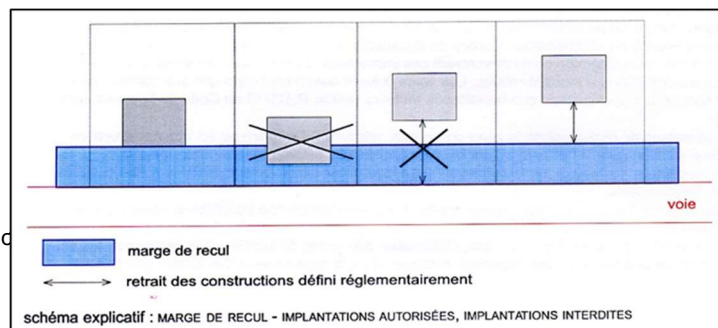 voie
marge de recul
retrait des constructions défini réglementairement
schéma explicatif : MARGE DE RECUL - IMPLANTATIONS AUTORISÉES, IMPLANTATIONS INTERDITES